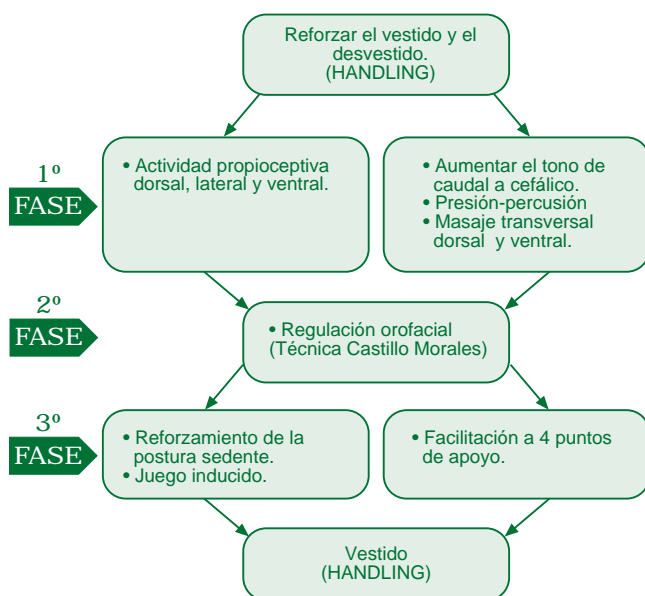 Reforzar el vestido y el
desvestido.
(HANDLING)
1º
FASE
• Actividad propioceptiva
dorsal, lateral y ventral.
• Aumentar el tono de
caudal a cefálico.
• Presión-percusión
• Masaje transversal
dorsal y ventral.
2º
FASE
• Regulación orofacial
(Técnica Castillo Morales)
3º
FASE
• Reforzamiento de la
postura sedente.
• Juego inducido.
• Facilitación a 4 puntos
de apoyo.
Vestido
(HANDLING)